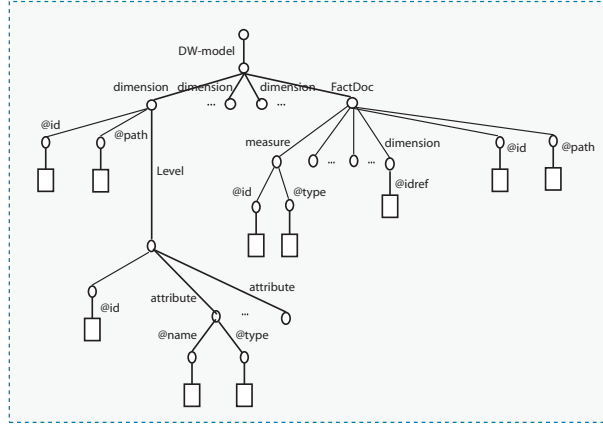 DW-model
dimension dimension dimension FactDoc
... ...
@id @path measure dimension @id @path
... ...
Level @id @type @idref
@id attribute attribute
...
@name @type